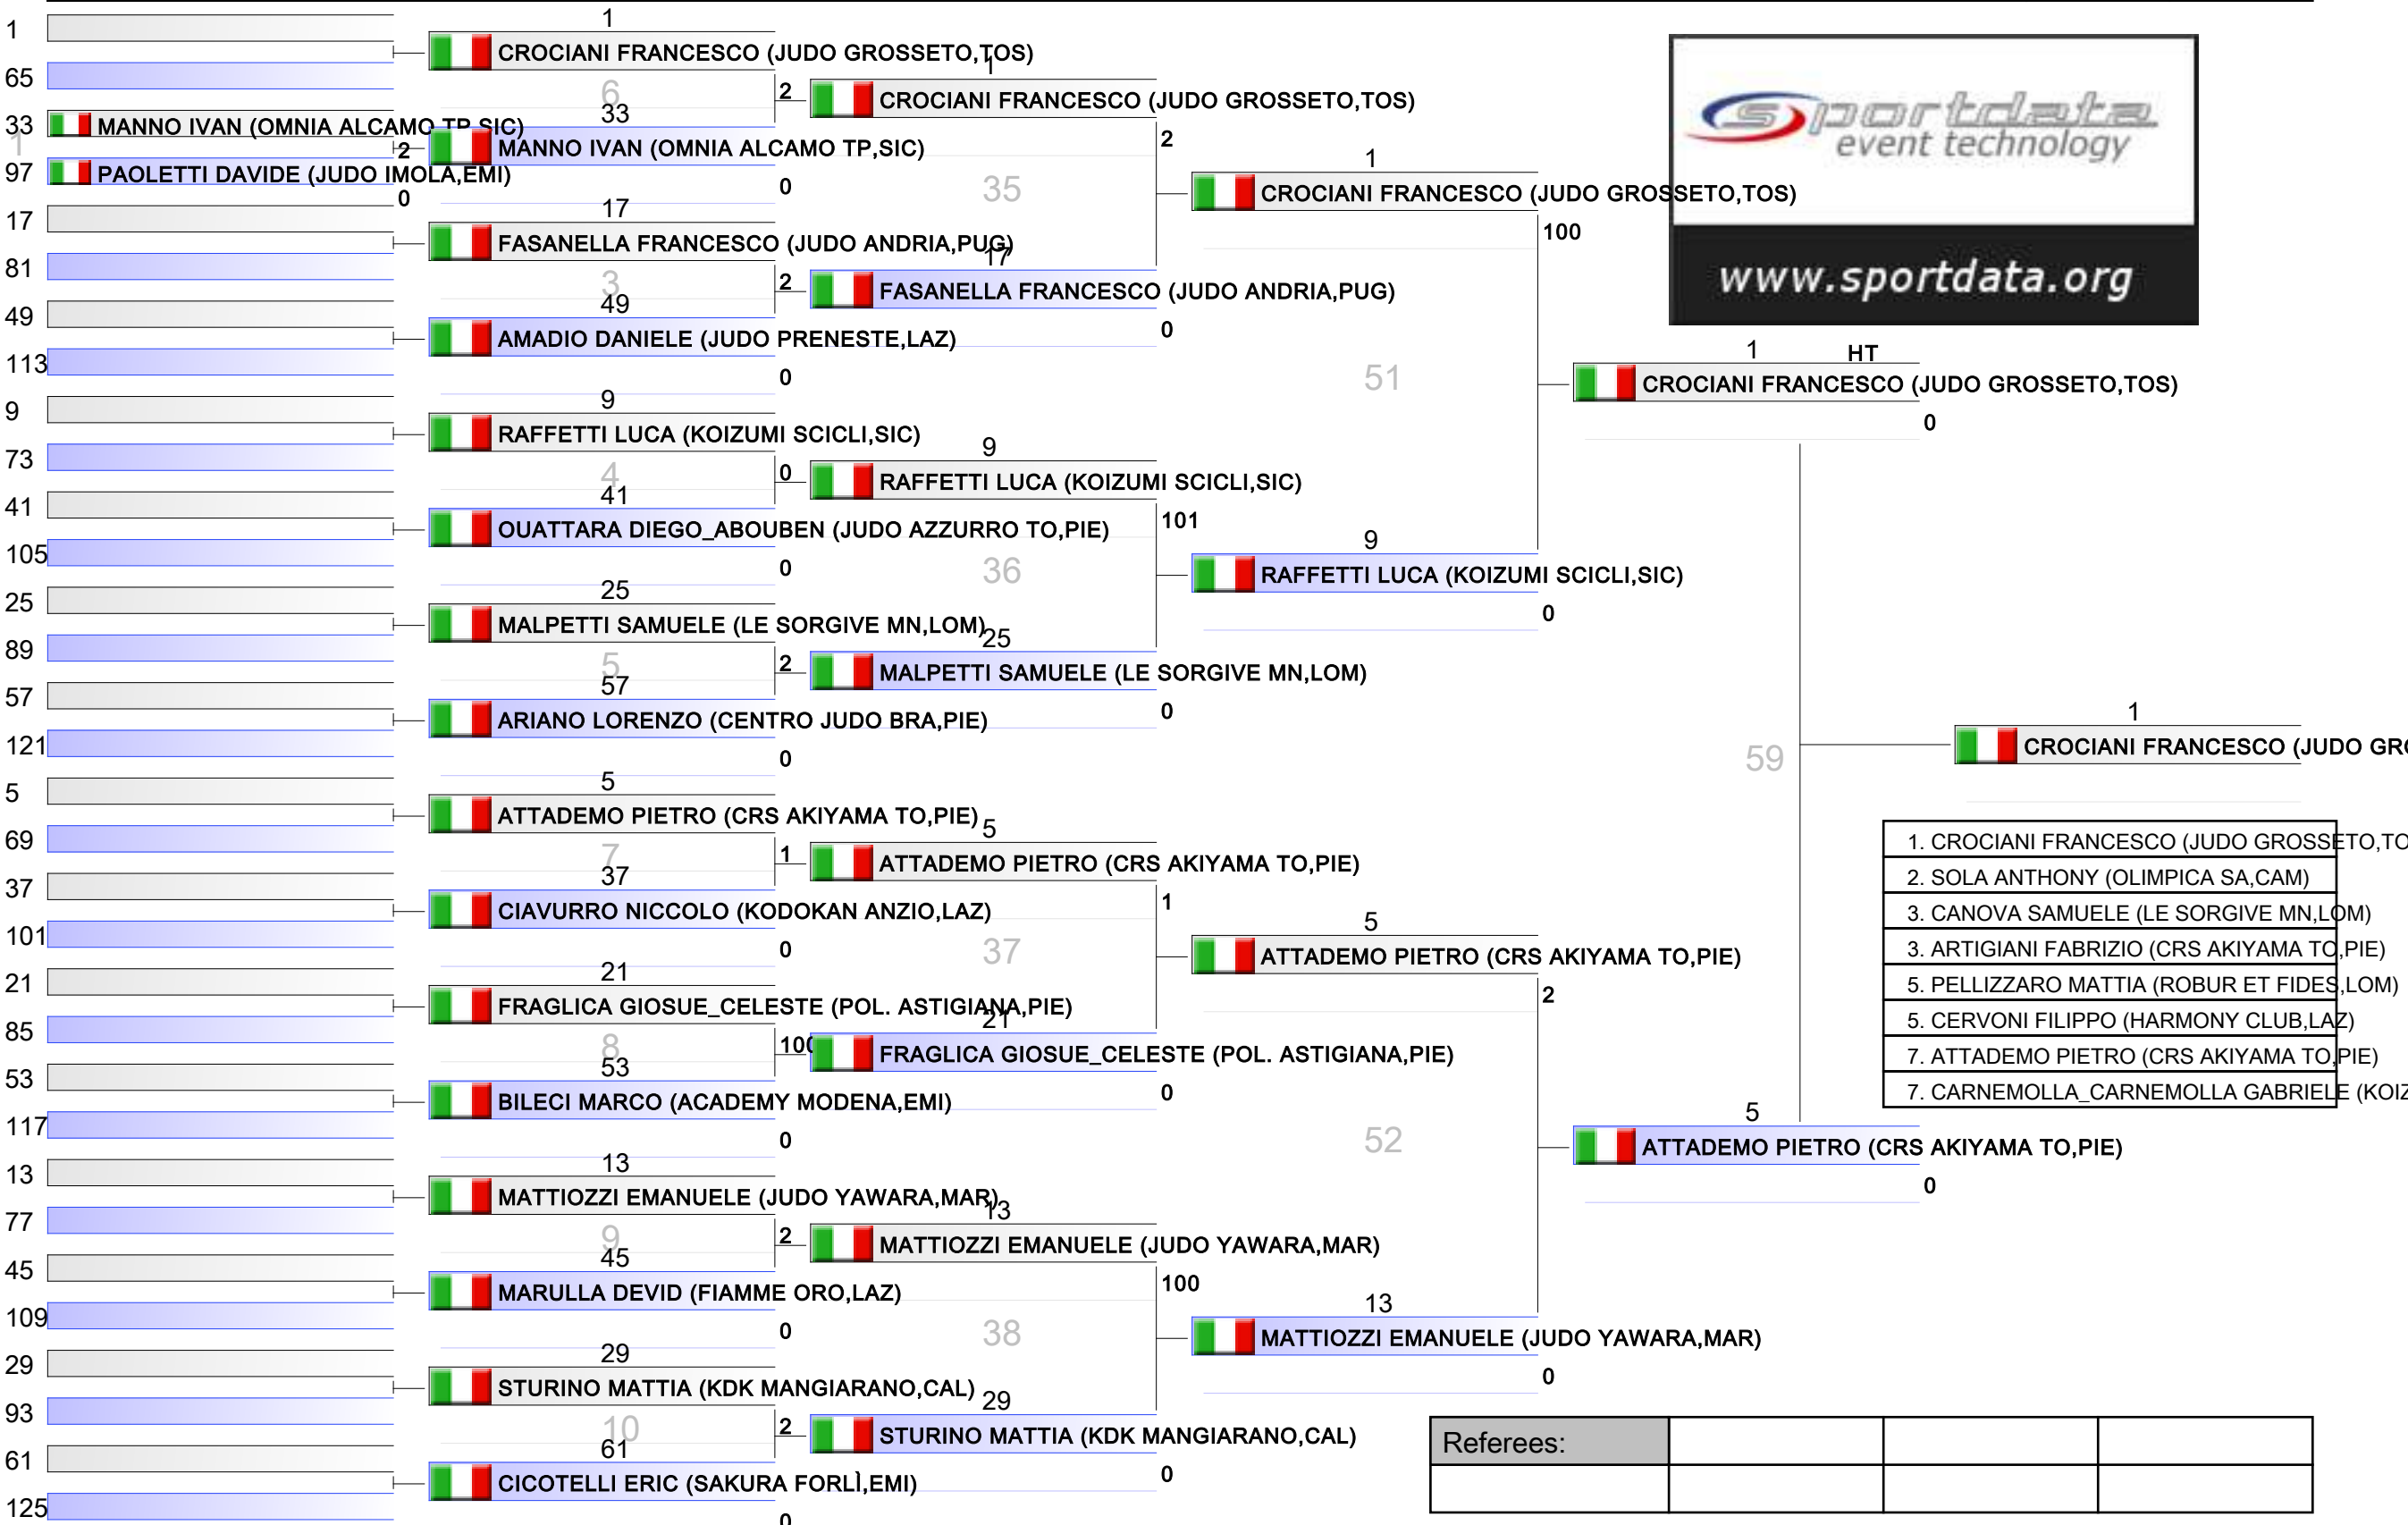 1
65
33 MANNO IVAN (OMNIA ALCAMO TP,SIC)
1
2
97 PAOLETTI DAVIDE (JUDO IMOLA,EMI)
0
17
81
49
113
9
73
41
105
25
89
57
121
5
69
37
101
21
85
53
117
13
77
45
109
29
93
61
125
1
CROCIANI FRANCESCO (JUDO GROSSETO,TOS)
6
2
33
MANNO IVAN (OMNIA ALCAMO TP,SIC)
0
17
FASANELLA FRANCESCO (JUDO ANDRIA,PUG)
3
2
49
AMADIO DANIELE (JUDO PRENESTE,LAZ)
0
9
RAFFETTI LUCA (KOIZUMI SCICLI,SIC)
4
0
41
OUATTARA DIEGO_ABOUBEN (JUDO AZZURRO TO,PIE)
0
25
MALPETTI SAMUELE (LE SORGIVE MN,LOM)
5
2
57
ARIANO LORENZO (CENTRO JUDO BRA,PIE)
0
5
ATTADEMO PIETRO (CRS AKIYAMA TO,PIE)
7
1
37
CIAVURRO NICCOLO (KODOKAN ANZIO,LAZ)
0
21
FRAGLICA GIOSUE_CELESTE (POL. ASTIGIANA,PIE)
8
100
53
BILECI MARCO (ACADEMY MODENA,EMI)
0
13
MATTIOZZI EMANUELE (JUDO YAWARA,MAR)
9
2
45
MARULLA DEVID (FIAMME ORO,LAZ)
0
29
STURINO MATTIA (KDK MANGIARANO,CAL)
10
2
61
CICOTELLI ERIC (SAKURA FORLÌ,EMI)
0
1
CROCIANI FRANCESCO (JUDO GROSSETO,TOS)
2
35
17
FASANELLA FRANCESCO (JUDO ANDRIA,PUG)
0
9
RAFFETTI LUCA (KOIZUMI SCICLI,SIC)
101
36
25
MALPETTI SAMUELE (LE SORGIVE MN,LOM)
0
5
ATTADEMO PIETRO (CRS AKIYAMA TO,PIE)
1
37
21
FRAGLICA GIOSUE_CELESTE (POL. ASTIGIANA,PIE)
0
13
MATTIOZZI EMANUELE (JUDO YAWARA,MAR)
100
38
29
STURINO MATTIA (KDK MANGIARANO,CAL)
0
1
CROCIANI FRANCESCO (JUDO GROSSETO,TOS)
100
51
9
RAFFETTI LUCA (KOIZUMI SCICLI,SIC)
0
5
ATTADEMO PIETRO (CRS AKIYAMA TO,PIE)
2
52
13
MATTIOZZI EMANUELE (JUDO YAWARA,MAR)
0
sportdata
event technology
www.sportdata.org
1 HT
CROCIANI FRANCESCO (JUDO GROSSETO,TOS)
0
59
5
ATTADEMO PIETRO (CRS AKIYAMA TO,PIE)
0
1
CROCIANI FRANCESCO (JUDO GRO
1. CROCIANI FRANCESCO (JUDO GROSSETO,TO
2. SOLA ANTHONY (OLIMPICA SA,CAM)
3. CANOVA SAMUELE (LE SORGIVE MN,LOM)
3. ARTIGIANI FABRIZIO (CRS AKIYAMA TO,PIE)
5. PELLIZZARO MATTIA (ROBUR ET FIDES,LOM)
5. CERVONI FILIPPO (HARMONY CLUB,LAZ)
7. ATTADEMO PIETRO (CRS AKIYAMA TO,PIE)
7. CARNEMOLLA_CARNEMOLLA GABRIELE (KOIZ
Referees: